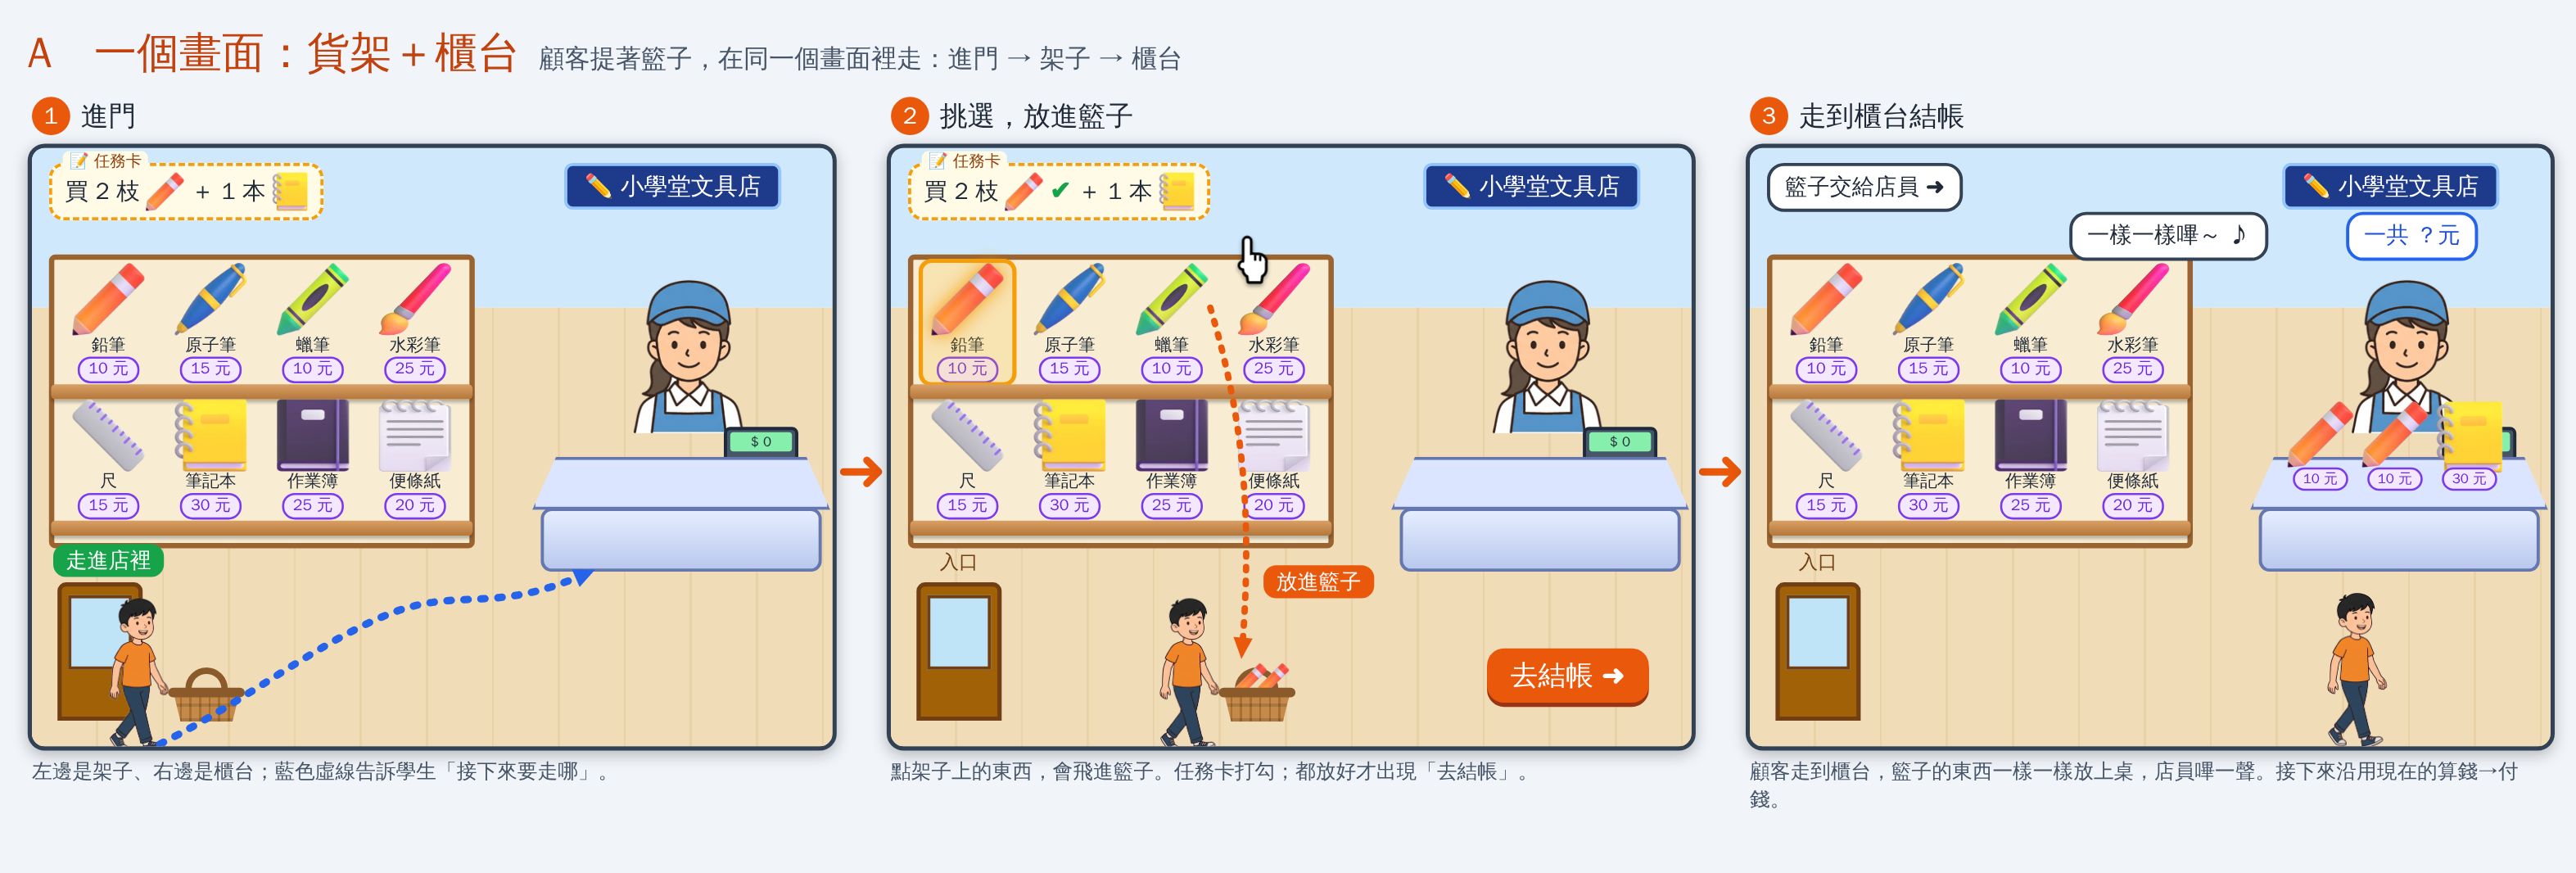 A 一個畫面：貨架＋櫃台 顧客提著籃子，在同一個畫面裡走：進門 → 架子 → 櫃台
1 進門
任務卡
買 2 枝 ＋ 1 本
小學堂文具店
鉛筆 原子筆 蠟筆 水彩筆
10 元 15 元 10 元 25 元
尺 筆記本 作業簿 便條紙
15 元 30 元 25 元 20 元
$ 0
走進店裡
左邊是架子、右邊是櫃台；藍色虛線告訴學生「接下來要走哪」。
2 挑選，放進籃子
任務卡
買 2 枝 ✔ ＋ 1 本
小學堂文具店
鉛筆 原子筆 蠟筆 水彩筆
10 元 15 元 10 元 25 元
尺 筆記本 作業簿 便條紙
15 元 30 元 25 元 20 元
$ 0
入口
放進籃子
去結帳 ➜
點架子上的東西，會飛進籃子。任務卡打勾；都放好才出現「去結帳」。
3 走到櫃台結帳
籃子交給店員 ➜
小學堂文具店
一樣一樣嗶～ ♪
一共 ？元
鉛筆 原子筆 蠟筆 水彩筆
10 元 15 元 10 元 25 元
尺 筆記本 作業簿 便條紙
15 元 30 元 25 元 20 元
10 元 10 元 30 元
入口
顧客走到櫃台，籃子的東西一樣一樣放上桌，店員嗶一聲。接下來沿用現在的算錢→付
錢。